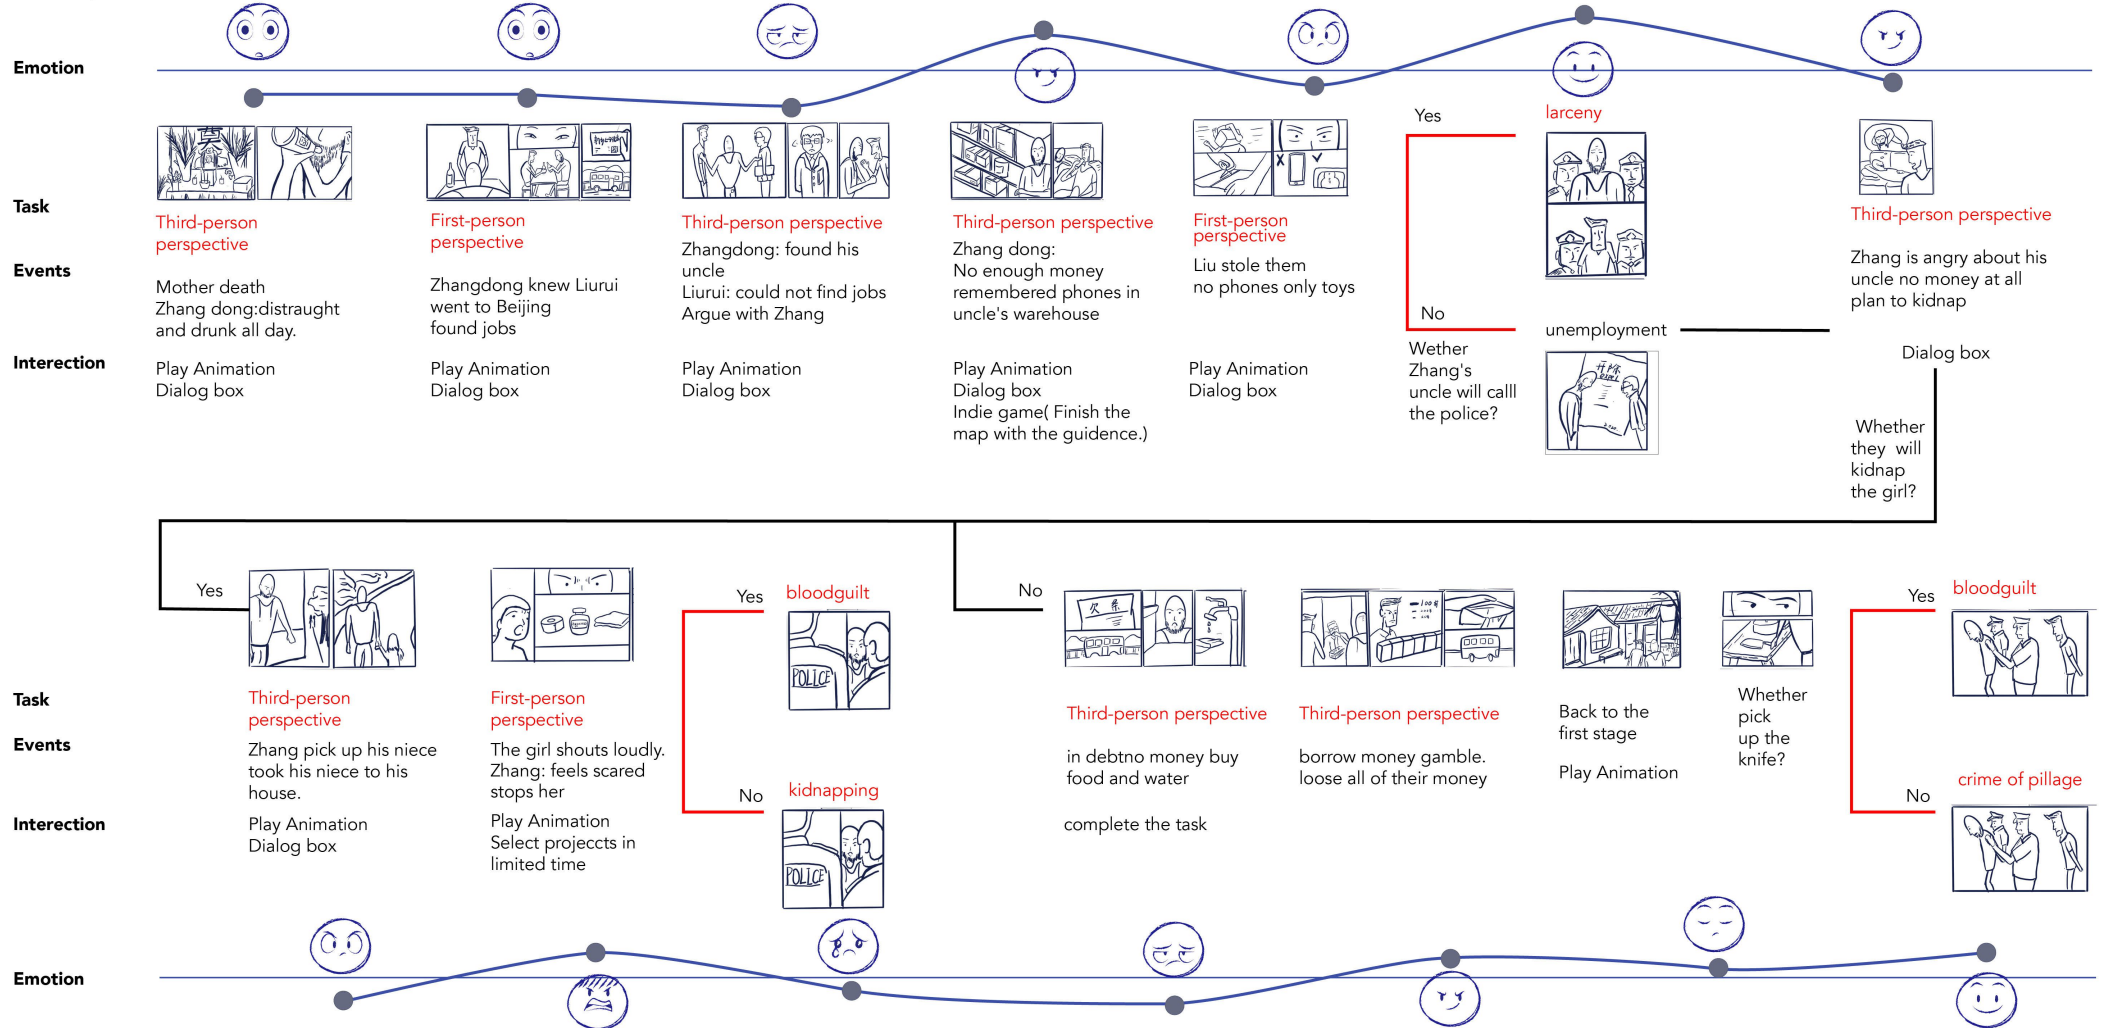 Emotion
Task
Events
Interection
奠
Third-person
perspective
Mother death
Zhang dong:distraught
and drunk all day.
Play Animation
Dialog box
First-person
perspective
Zhangdong knew Liurui
went to Beijing
found jobs
Play Animation
Dialog box
Third-person perspective
Zhangdong: found his
uncle
Liurui: could not find jobs
Argue with Zhang
Play Animation
Dialog box
Third-person perspective
Zhang dong:
No enough money
remembered phones in
uncle's warehouse
Play Animation
Dialog box
Indie game( Finish the
map with the guidence.)
First-person
perspective
Liu stole them
no phones only toys
Play Animation
Dialog box
Yes
No
Wether
Zhang's
uncle will calll
the police?
larceny
unemployment
开除
Third-person perspective
Zhang is angry about his
uncle no money at all
plan to kidnap
Dialog box
Whether
they will
kidnap
the girl?
Task
Events
Interection
Emotion
Yes
Third-person
perspective
Zhang pick up his niece
took his niece to his
house.
Play Animation
Dialog box
First-person
perspective
The girl shouts loudly.
Zhang: feels scared
stops her
Play Animation
Select projeccts in
limited time
Yes
bloodguilt
POLICE
No
kidnapping
POLICE
No
欠条
Third-person perspective
in debtno money buy
food and water
complete the task
Third-person perspective
borrow money gamble.
loose all of their money
Back to the
first stage
Play Animation
Whether
pick
up the
knife?
Yes
bloodguilt
No
crime of pillage